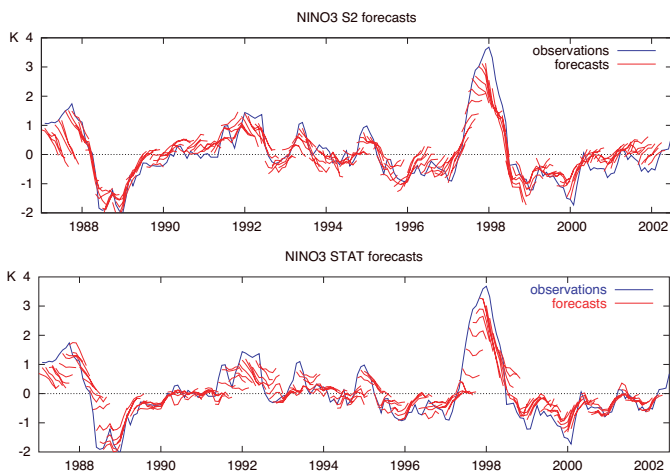 NINO3 S2 forecasts
K 4
observations
forecasts
3
2
1
0
-1
-2
1988 1990 1992 1994 1996 1998 2000 2002
NINO3 STAT forecasts
K 4
observations
forecasts
3
2
1
0
-1
-2
1988 1990 1992 1994 1996 1998 2000 2002